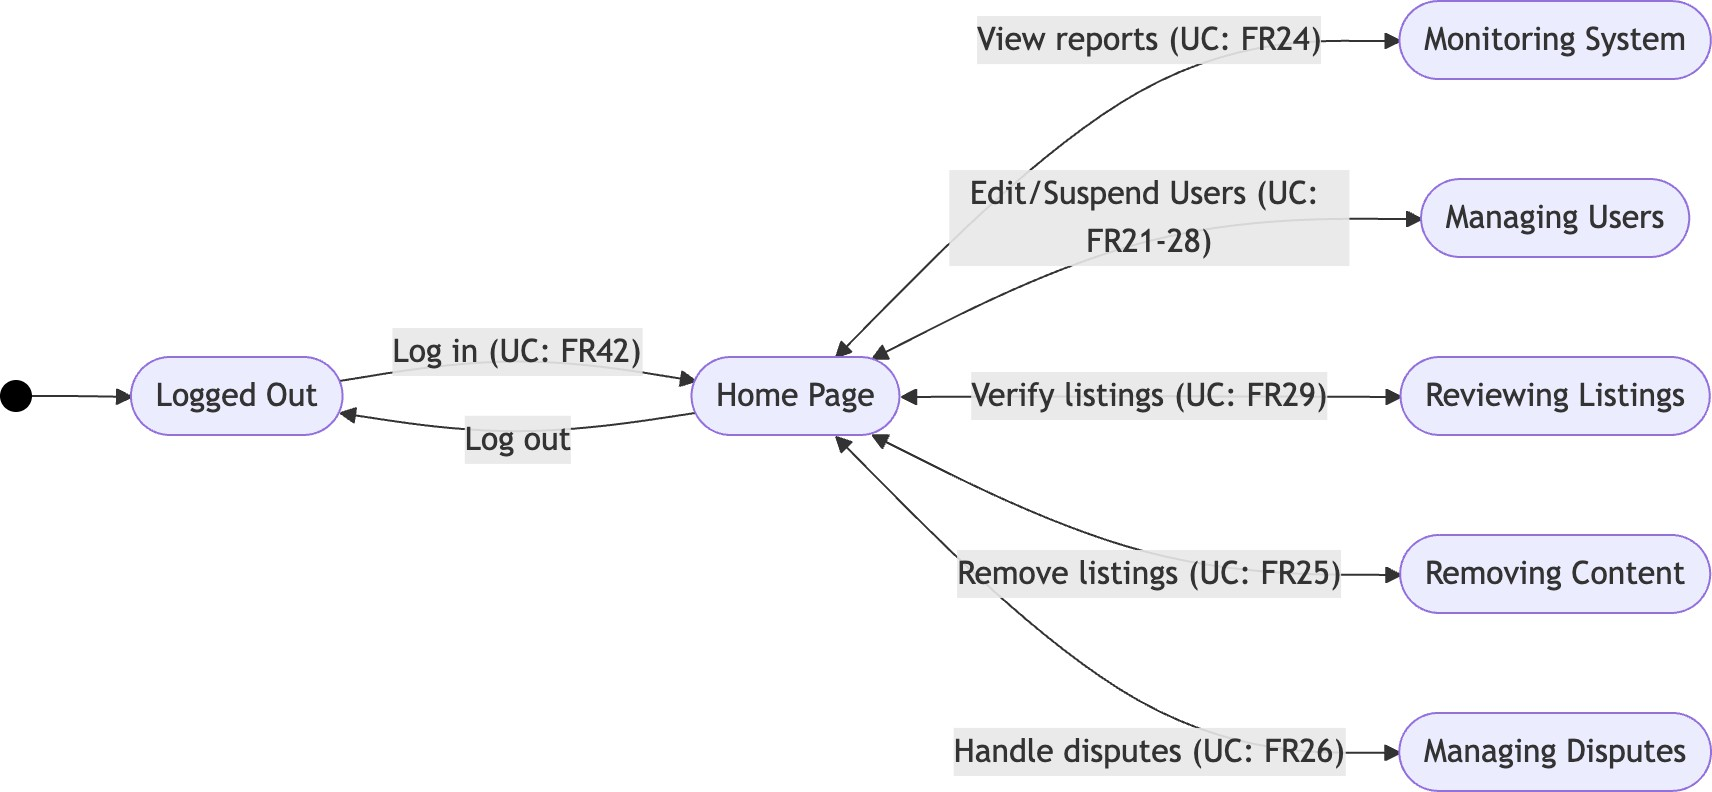 View reports (UC: FR24)
Monitoring System
Edit/Suspend Users (UC:
FR21-28)
Managing Users
Log in (UC: FR42)
Logged Out
Home Page
Verify listings (UC: FR29)
Reviewing Listings
Log out
Remove listings (UC: FR25)
Removing Content
Handle disputes (UC: FR26)
Managing Disputes